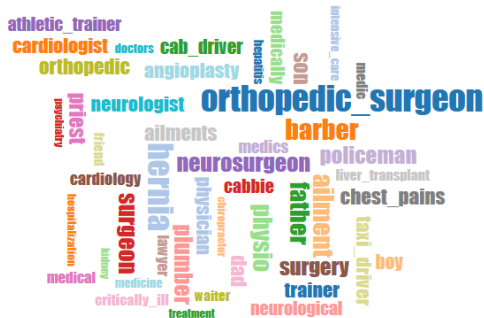 athletic_trainer
cardiologist
doctors
cab_driver
orthopedic
angioplasty
hepatitis
medically
son
intensive_care
medic
psychiatry
priest
neurologist
orthopedic_surgeon
friend
ailments
barber
hernia
medics
neurosurgeon
policeman
cardiology
liver_transplant
cabbie
chest_pains
hospitalization
surgeon
physician
chiropractor
physio
father
ailment
lawyer
plumber
dad
taxi_driver
kidney
surgery
boy
medical
medicine
trainer
critically_ill
waiter
neurological
treatment